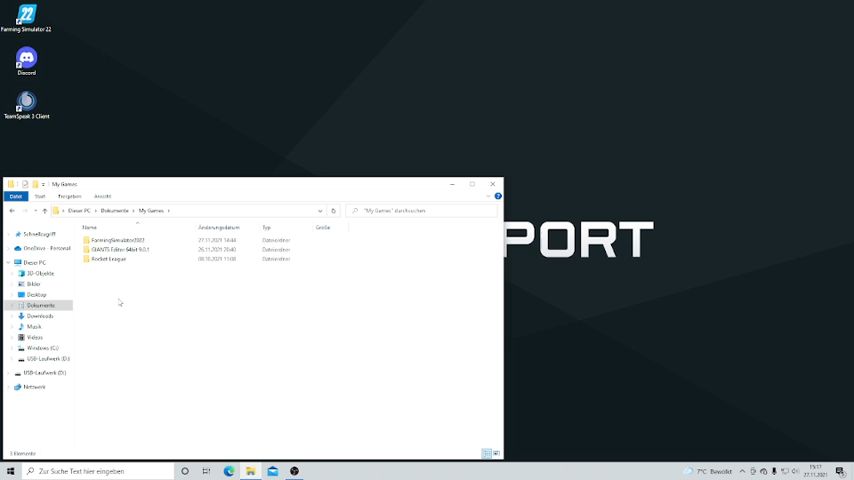 Farming Simulator 22
Discord
TeamSpeak 3 Client
PORT
My Games
Datei Start Freigeben Ansicht
Dieser PC > Dokumente > My Games >
"My Games" durchsuchen
Name Änderungsdatum Typ Größe
FarmingSimulator2022 27.11.2021 14:44 Dateiordner
GIANTS Editor 64bit 9.0.1 26.11.2021 20:40 Dateiordner
Rocket League 08.10.2021 11:08 Dateiordner
Schnellzugriff
OneDrive - Personal
Dieser PC
3D-Objekte
Bilder
Desktop
Dokumente
Downloads
Musik
Videos
Windows (C:)
USB-Laufwerk (D:)
USB-Laufwerk (D:)
Netzwerk
3 Elemente
Zur Suche Text hier eingeben
7°C Bewölkt
15:17
27.11.2021